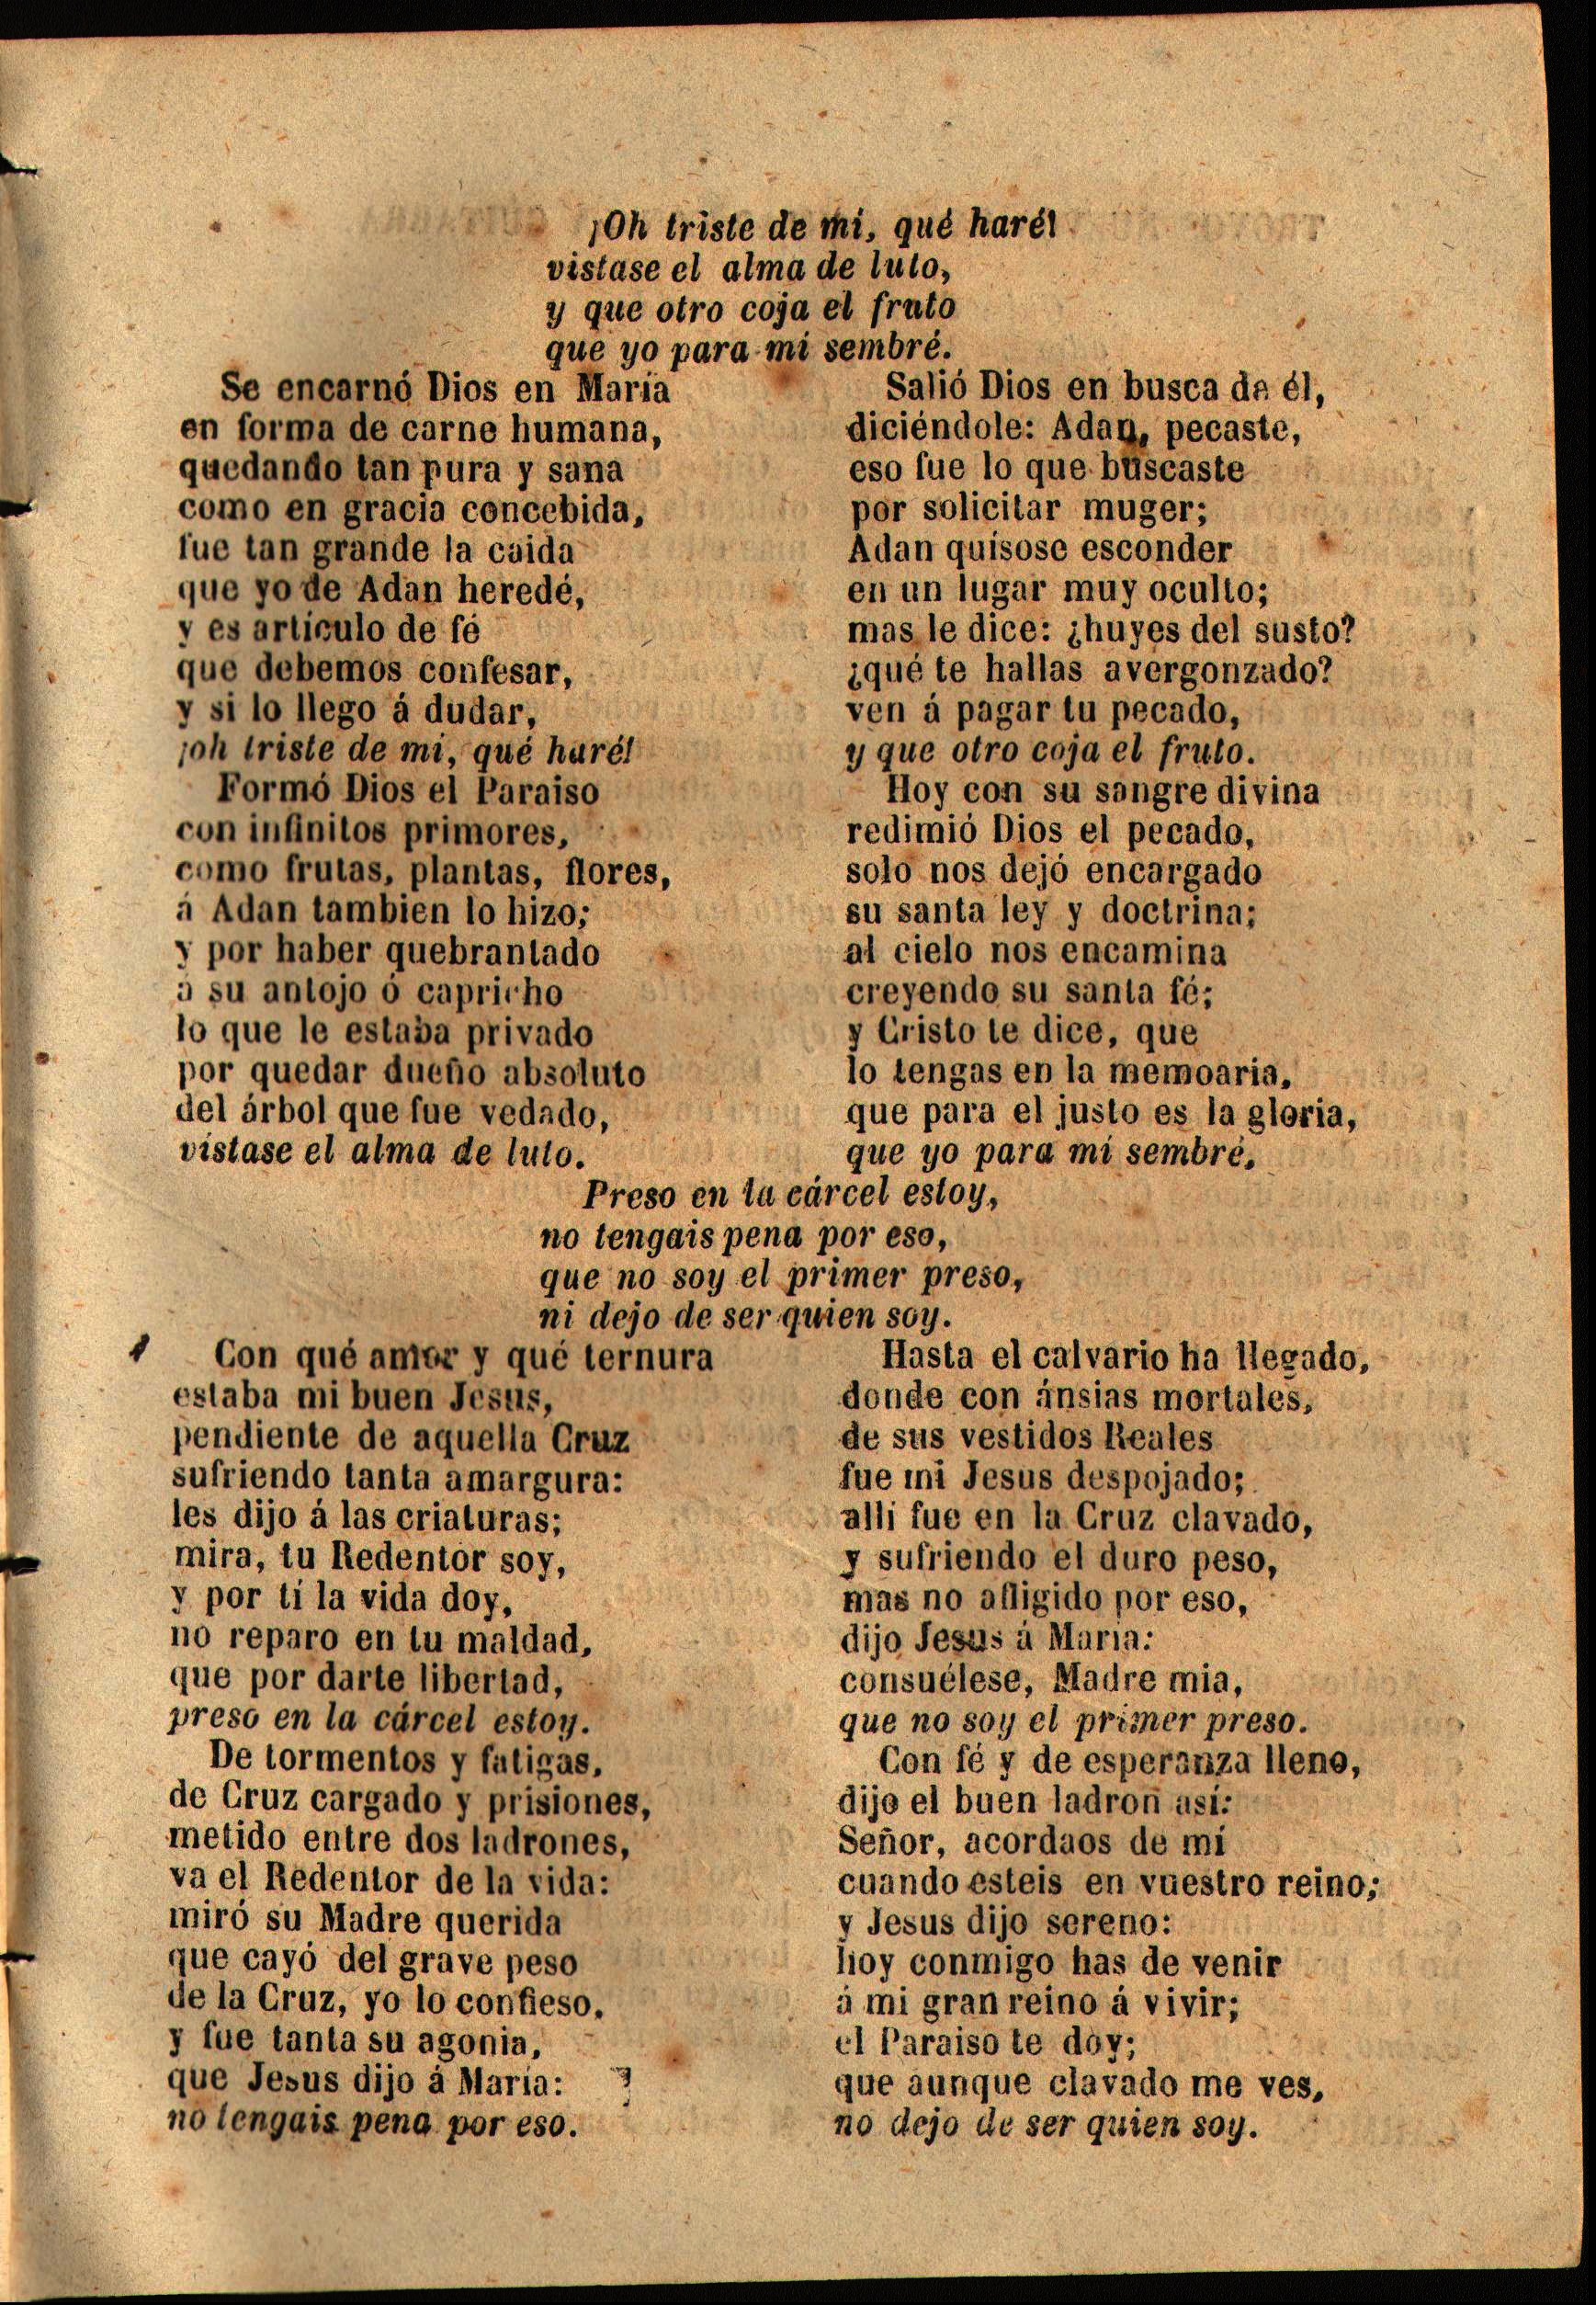 ¡Oh triste de mi, qué haré!
vistase el alma de luto,
y que otro coja el fruto
que yo para mi sembré.
Se encarnó Dios en María
en forma de carne humana,
quedando tan pura y sana
como en gracia concebida,
fue tan grande la caida
que yo de Adan heredé,
y es artículo de fé
que debemos confesar,
y si lo llego á dudar,
¡oh triste de mi, qué haré!
Formó Dios el Paraiso
con infinitos primores,
como frutas, plantas, flores,
á Adan tambien lo hizo;
y por haber quebrantado
á su antojo ó capricho
lo que le estaba privado
por quedar dueño absoluto
del árbol que fue vedado,
vistase el alma de luto.
Salió Dios en busca de él,
diciéndole: Adan, pecaste,
eso fue lo que buscaste
por solicitar muger;
Adan quísose esconder
en un lugar muy oculto;
mas le dice: ¿huyes del susto?
¿qué te hallas avergonzado?
ven á pagar tu pecado,
y que otro coja el fruto.
Hoy con su sangre divina
redimió Dios el pecado,
solo nos dejó encargado
su santa ley y doctrina;
al cielo nos encamina
creyendo su santa fé;
y Cristo te dice, que
lo tengas en la memoaria,
que para el justo es la gloria,
que yo para mí sembré.
Preso en la cárcel estoy,
no tengais pena por eso,
que no soy el primer preso,
ni dejo de ser quien soy.
Con qué amor y qué ternura
estaba mi buen Jesus,
pendiente de aquella Cruz
sufriendo tanta amargura:
les dijo á las criaturas;
mira, tu Redentor soy,
y por tí la vida doy,
no reparo en tu maldad,
que por darte libertad,
preso en la cárcel estoy.
De tormentos y fatigas,
de Cruz cargado y prisiones,
metido entre dos ladrones,
va el Redentor de la vida:
miró su Madre querida
que cayó del grave peso
de la Cruz, yo lo confieso,
y fue tanta su agonia,
que Jesus dijo á María:
no tengais pena por eso.
Hasta el calvario ha llegado,
donde con ánsias mortales,
de sus vestidos Reales
fue mi Jesus despojado;
alli fue en la Cruz clavado,
y sufriendo el duro peso,
mas no afligido por eso,
dijo Jesus á Maria:
consuélese, Madre mia,
que no soy el primer preso.
Con fé y de esperanza lleno,
dijo el buen ladron así:
Señor, acordaos de mí
cuando esteis en vuestro reino;
y Jesus dijo sereno:
hoy conmigo has de venir
á mi gran reino á vivir;
el Paraiso te doy;
que aunque clavado me ves,
no dejo de ser quien soy.